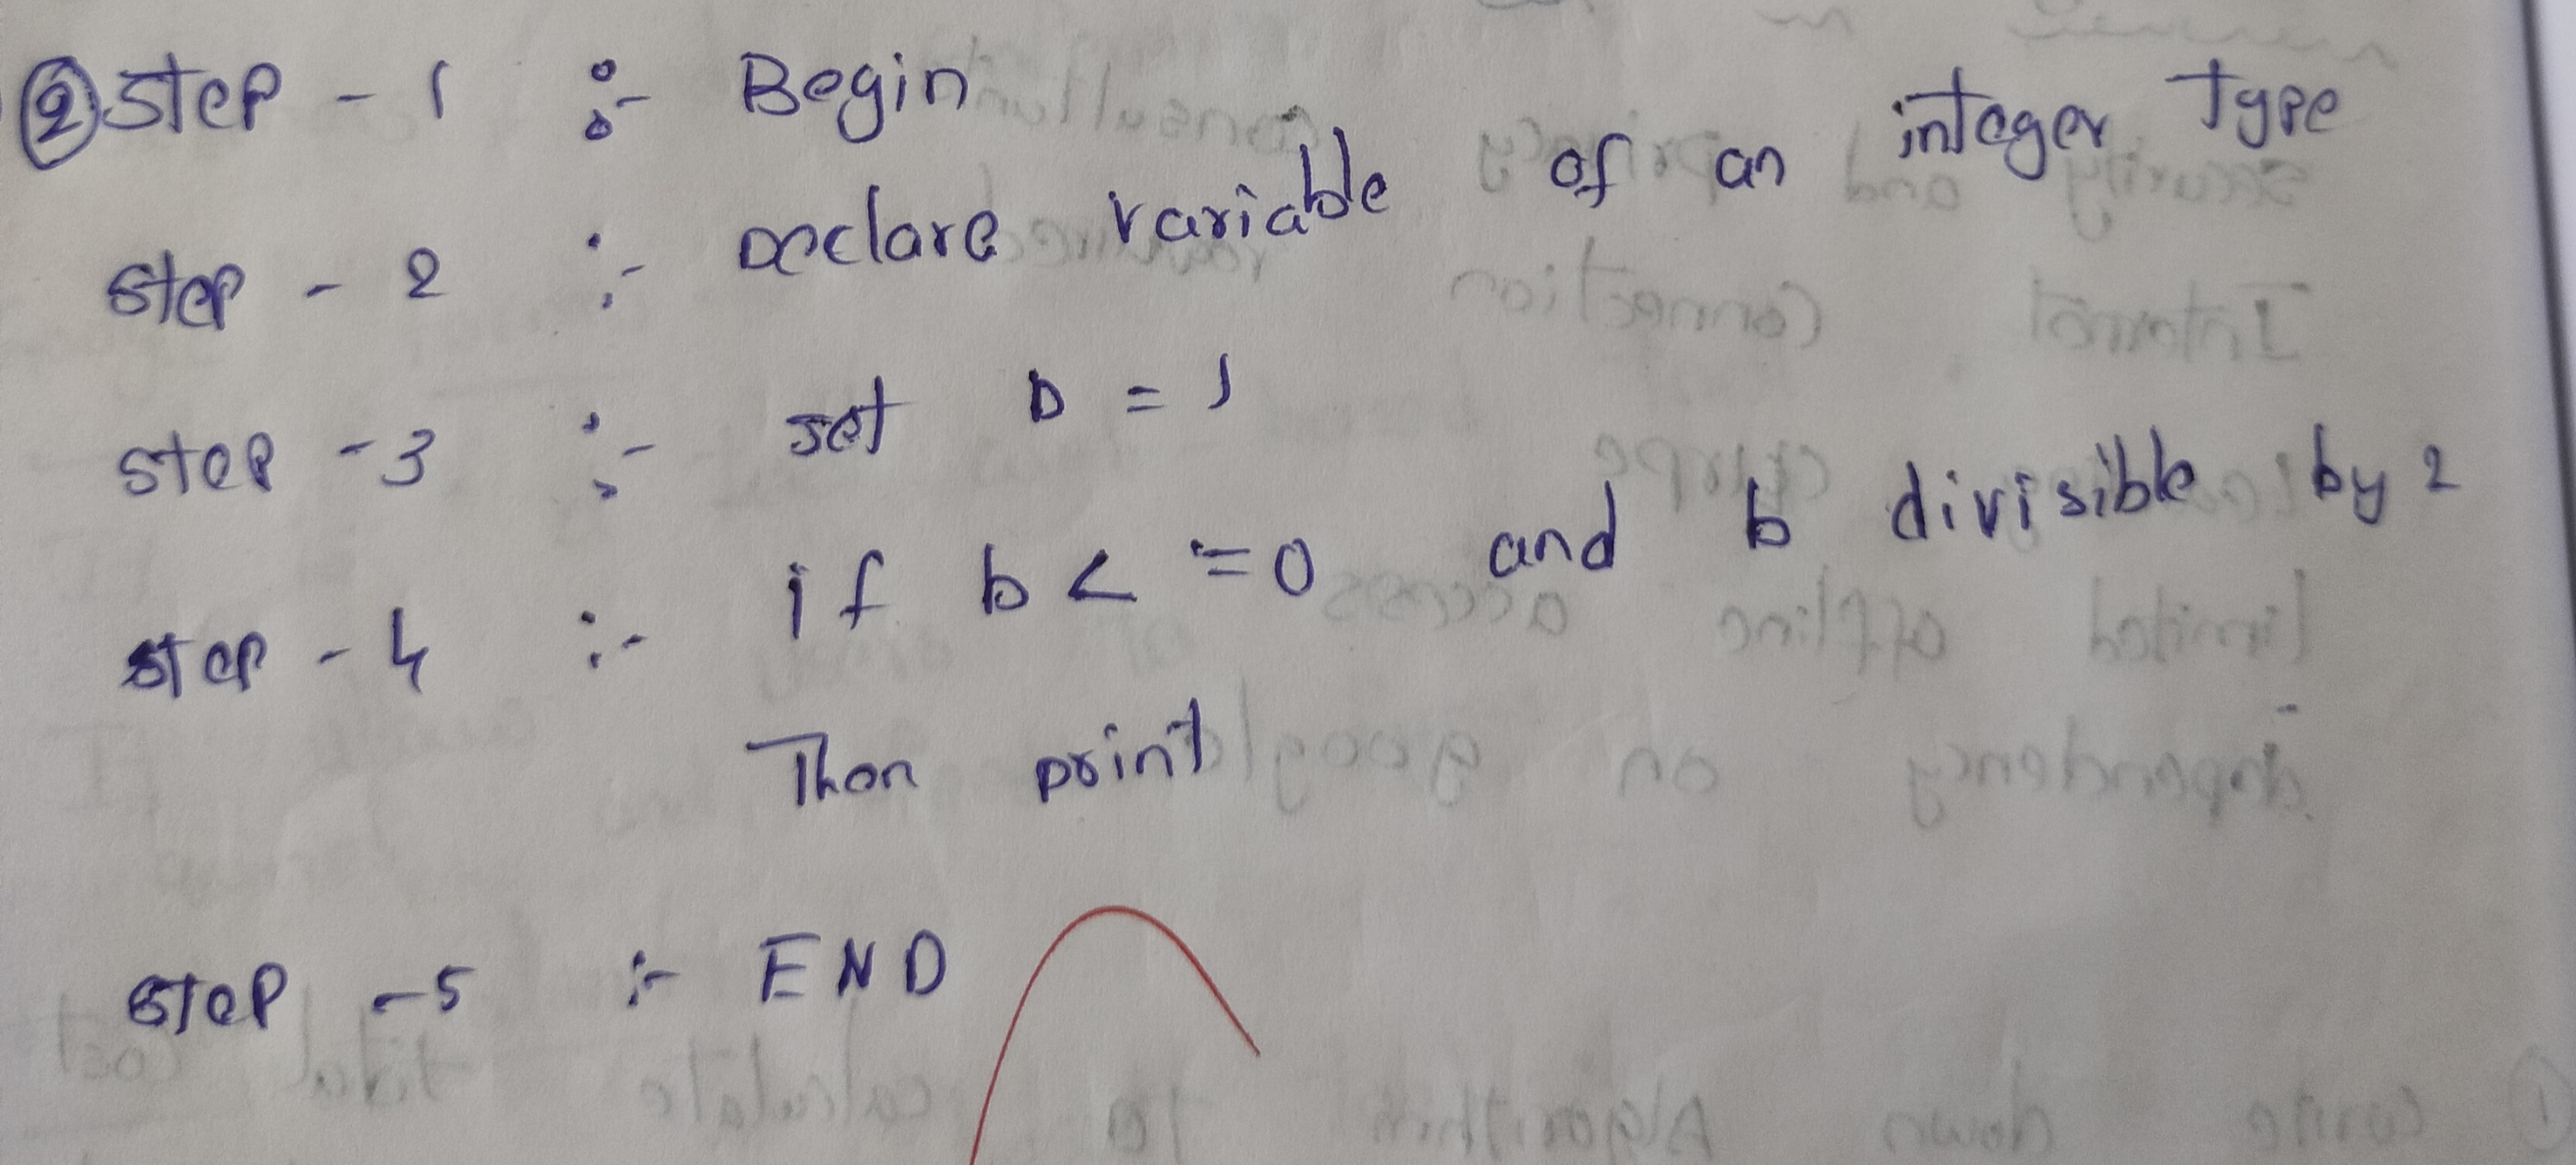 ② Step - 1 :- Begin
Step - 2 :- Declare variable of an integer Type
Step - 3 :- set b = 1
Step - 4 :- if b < = 0 and b divisible by 2
Then print
Step - 5 :- END